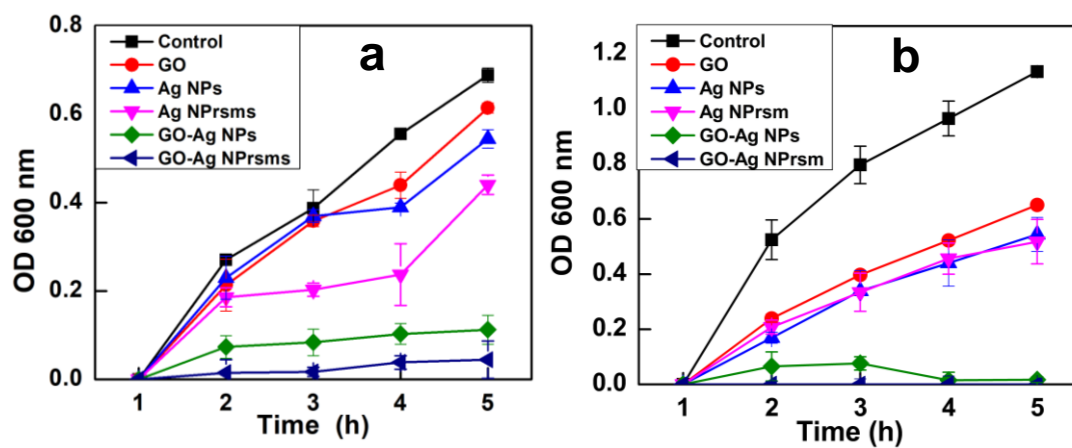 a
Control
GO
Ag NPs
Ag NPrsms
GO-Ag NPs
GO-Ag NPrsms
OD 600 nm
0.8
0.6
0.4
0.2
0.0
1 2 3 4 5
Time (h)
b
Control
GO
Ag NPs
Ag NPrsm
GO-Ag NPs
GO-Ag NPrsm
OD 600 nm
1.2
0.8
0.6
0.4
0.2
0.0
1 2 3 4 5
Time (h)